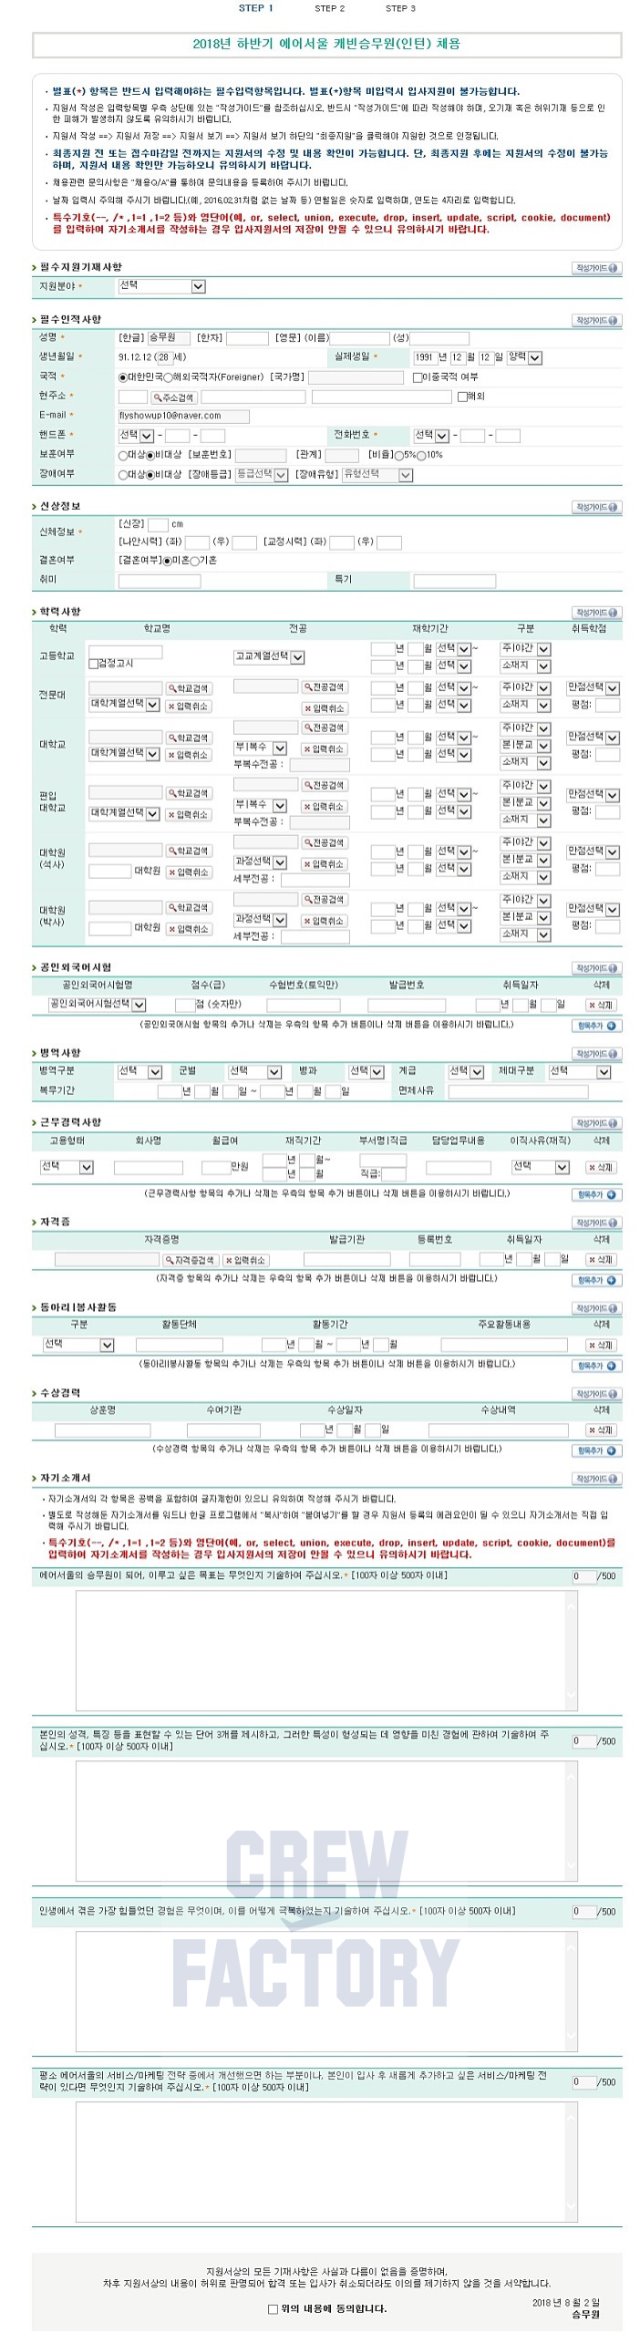 STEP 1 STEP 2 STEP 3
2018년 하반기 에어서울 캐빈승무원(인턴) 채용
· 별표(*) 항목은 반드시 입력해야하는 필수입력항목입니다. 별표(*)항목 미입력시 입사지원이 불가능합니다.
· 지원서 작성은 입력항목별 우측 상단에 있는 "작성가이드"를 참조하십시오. 반드시 "작성가이드"에 따라 작성해야 하며, 오기재 혹은 허위기재 등으로 인
한 피해가 발생하지 않도록 유의하시기 바랍니다.
· 지원서 작성 ==> 지원서 저장 ==> 지원서 보기 ==> 지원서 보기 하단의 "최종지원"을 클릭해야 지원한 것으로 인정됩니다.
· 최종지원 전 또는 접수마감일 전까지는 지원서의 수정 및 내용 확인이 가능합니다. 단, 최종지원 후에는 지원서의 수정이 불가능
하며, 지원서 내용 확인만 가능하오니 유의하시기 바랍니다.
· 채용관련 문의사항은 "채용Q/A"를 통하여 문의내용을 등록하여 주시기 바랍니다.
· 날짜 입력시 주의해 주시기 바랍니다.(예, 2016.02.31처럼 없는 날짜 등) 연월일은 숫자로 입력하며, 연도는 4자리로 입력합니다.
· 특수기호(--, /* ,1=1 ,1=2 등)와 영단어(예, or, select, union, execute, drop, insert, update, script, cookie, document)
를 입력하여 자기소개서를 작성하는 경우 입사지원서의 저장이 안될 수 있으니 유의하시기 바랍니다.
필수지원기재사항 작성가이드
지원분야 * 선택
필수인적사항 작성가이드
성명 * [한글] 승무원 [한자] [영문] (이름) (성)
생년월일 * 91.12.12 (28 세) 실제생일 * 1991 년 12 월 12 일 양력
국적 * 대한민국 해외국적자(Foreigner) [국가명] 이중국적 여부
현주소 * 주소검색 해외
E-mail * flyshowup10@naver.com
핸드폰 * 선택 - - 전화번호 * 선택 - -
보훈여부 대상 비대상 [보훈번호] [관계] [비율] 5% 10%
장애여부 대상 비대상 [장애등급] 등급선택 [장애유형] 유형선택
신상정보 작성가이드
신체정보 * [신장] cm
[나안시력] (좌) (우) [교정시력] (좌) (우)
결혼여부 [결혼여부] 미혼 기혼
취미 특기
학력사항 작성가이드
학력 학교명 전공 재학기간 구분 취득학점
고등학교 검정고시 고교계열선택 년 월 선택 ~ 주|야간
년 월 선택 소재지
전문대 학교검색 전공검색 년 월 선택 ~ 주|야간 만점선택
대학계열선택 입력취소 입력취소 년 월 선택 소재지 평점:
대학교 학교검색 전공검색 년 월 선택 ~ 주|야간 만점선택
대학계열선택 입력취소 부|복수 입력취소 년 월 선택 본|분교 평점:
부복수전공 : 소재지
편입
대학교 학교검색 전공검색 년 월 선택 ~ 주|야간 만점선택
대학계열선택 입력취소 부|복수 입력취소 년 월 선택 본|분교 평점:
부복수전공 : 소재지
대학원
(석사) 학교검색 전공검색 년 월 선택 ~ 주|야간 만점선택
대학원 입력취소 과정선택 입력취소 년 월 선택 본|분교 평점:
세부전공 : 소재지
대학원
(박사) 학교검색 전공검색 년 월 선택 ~ 주|야간 만점선택
대학원 입력취소 과정선택 입력취소 년 월 선택 본|분교 평점:
세부전공 : 소재지
공인외국어시험 작성가이드
공인외국어시험명 점수(급) 수험번호(토익만) 발급번호 취득일자 삭제
공인외국어시험선택 점 (숫자만) 년 월 일 삭제
(공인외국어시험 항목의 추가나 삭제는 우측의 항목 추가 버튼이나 삭제 버튼을 이용하시기 바랍니다.) 항목추가
병역사항 작성가이드
병역구분 선택 군별 선택 병과 선택 계급 선택 제대구분 선택
복무기간 년 월 일 ~ 년 월 일 면제사유
근무경력사항 작성가이드
고용형태 회사명 월급여 재직기간 부서명|직급 담당업무내용 이직사유(재직) 삭제
선택 만원 년 월~ 선택 삭제
년 월 직급:
(근무경력사항 항목의 추가나 삭제는 우측의 항목 추가 버튼이나 삭제 버튼을 이용하시기 바랍니다.) 항목추가
자격증 작성가이드
자격증명 발급기관 등록번호 취득일자 삭제
자격증검색 입력취소 년 월 일 삭제
(자격증 항목의 추가나 삭제는 우측의 항목 추가 버튼이나 삭제 버튼을 이용하시기 바랍니다.) 항목추가
동아리|봉사활동 작성가이드
구분 활동단체 활동기간 주요활동내용 삭제
선택 년 월 ~ 년 월 삭제
(동아리|봉사활동 항목의 추가나 삭제는 우측의 항목 추가 버튼이나 삭제 버튼을 이용하시기 바랍니다.) 항목추가
수상경력 작성가이드
상훈명 수여기관 수상일자 수상내역 삭제
년 월 일 삭제
(수상경력 항목의 추가나 삭제는 우측의 항목 추가 버튼이나 삭제 버튼을 이용하시기 바랍니다.) 항목추가
자기소개서 작성가이드
· 자기소개서의 각 항목은 공백을 포함하여 글자제한이 있으니 유의하여 작성해 주시기 바랍니다.
· 별도로 작성해둔 자기소개서를 워드나 한글 프로그램에서 "복사"하여 "붙여넣기"를 할 경우 지원서 등록의 에러요인이 될 수 있으니 자기소개서는 직접 입
력해 주시기 바랍니다.
· 특수기호(--, /* ,1=1 ,1=2 등)와 영단어(예, or, select, union, execute, drop, insert, update, script, cookie, document)를
입력하여 자기소개서를 작성하는 경우 입사지원서의 저장이 안될 수 있으니 유의하시기 바랍니다.
에어서울의 승무원이 되어, 이루고 싶은 목표는 무엇인지 기술하여 주십시오.* [100자 이상 500자 이내] 0 /500
본인의 성격, 특징 등을 표현할 수 있는 단어 3개를 제시하고, 그러한 특성이 형성되는 데 영향을 미친 경험에 관하여 기술하여 주
십시오.* [100자 이상 500자 이내] 0 /500
인생에서 겪은 가장 힘들었던 경험은 무엇이며, 이를 어떻게 극복하였는지 기술하여 주십시오.* [100자 이상 500자 이내] 0 /500
CREW
FACTORY
평소 에어서울의 서비스/마케팅 전략 중에서 개선했으면 하는 부분이나, 본인이 입사 후 새롭게 추가하고 싶은 서비스/마케팅 전
략이 있다면 무엇인지 기술하여 주십시오.* [100자 이상 500자 이내] 0 /500
지원서상의 모든 기재사항은 사실과 다름이 없음을 증명하며,
차후 지원서상의 내용이 허위로 판명되어 합격 또는 입사가 취소되더라도 이의를 제기하지 않을 것을 서약합니다.
위의 내용에 동의합니다.
2018 년 8 월 2 일
승무원